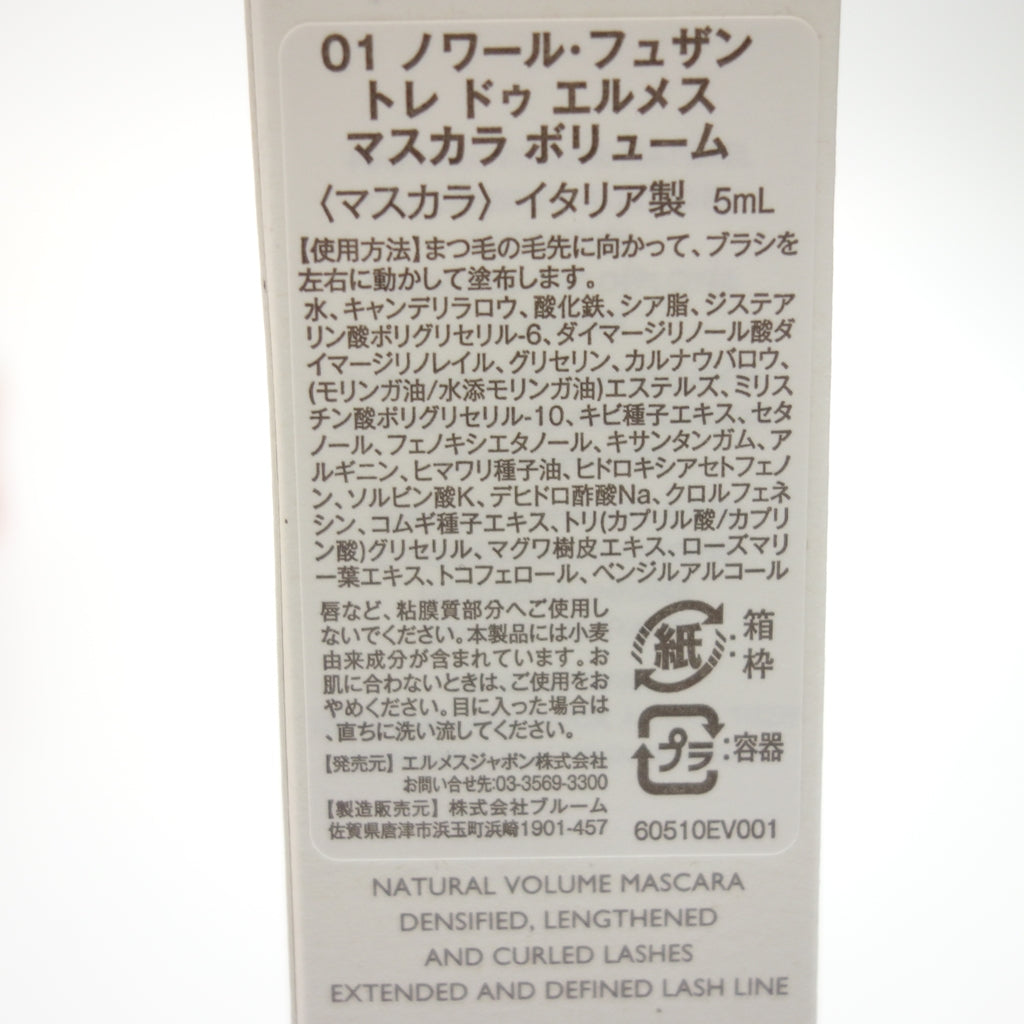 01 ノワール・フュザン
トレ ドゥ エルメス
マスカラ ボリューム
〈マスカラ〉 イタリア製 5mL
【使用方法】まつ毛の毛先に向かって、ブラシを
左右に動かして塗布します。
水、キャンデリラロウ、酸化鉄、シア脂、ジステア
リン酸ポリグリセリル-6、ダイマージリノール酸ダ
イマージリノレイル、グリセリン、カルナウバロウ、
(モリンガ油/水添モリンガ油)エステルズ、ミリス
チン酸ポリグリセリル-10、キビ種子エキス、セタ
ノール、フェノキシエタノール、キサンタンガム、ア
ルギニン、ヒマワリ種子油、ヒドロキシアセトフェノ
ン、ソルビン酸K、デヒドロ酢酸Na、クロルフェネ
シン、コムギ種子エキス、トリ(カプリル酸/カプリ
ン酸)グリセリル、マグワ樹皮エキス、ローズマリ
ー葉エキス、トコフェロール、ベンジルアルコール
唇など、粘膜質部分へご使用し
ないでください。本製品には小麦
由来成分が含まれています。お
肌に合わないときは、ご使用をお
やめください。目に入った場合は
、直ちに洗い流してください。
紙:箱
:枠
プラ:容器
【発売元】エルメスジャポン株式会社
お問い合せ先:03-3569-3300
【製造販売元】株式会社ブルーム
佐賀県唐津市浜玉町浜崎1901-457
60510EV001
NATURAL VOLUME MASCARA
DENSIFIED, LENGTHENED
AND CURLED LASHES
EXTENDED AND DEFINED LASH LINE